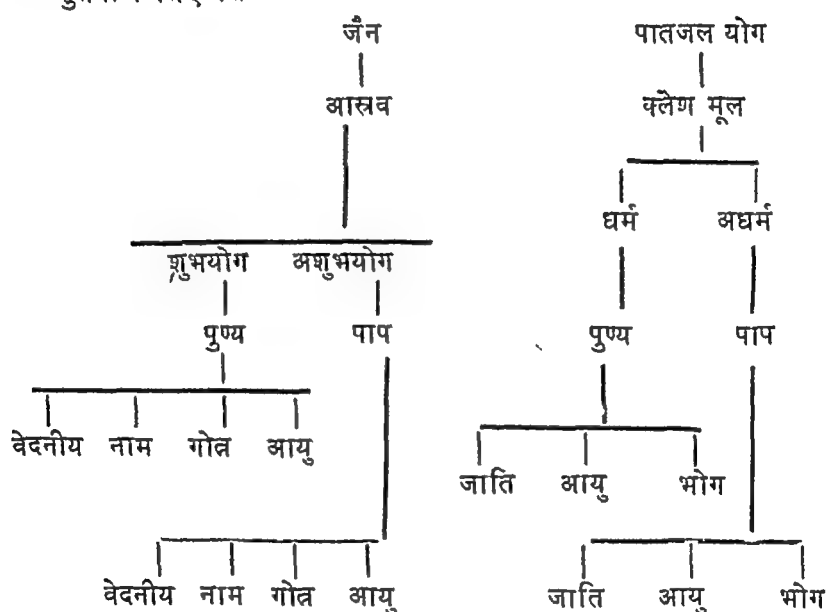 जैन पातजल योग
आस्रव क्लेण मूल
धर्म अधर्म
शुभयोग अशुभयोग
पुण्य पाप पुण्य पाप
वेदनीय नाम गोत्र आयु
जाति आयु भोग
वेदनीय नाम गोत्र आयु जाति आयु भोग